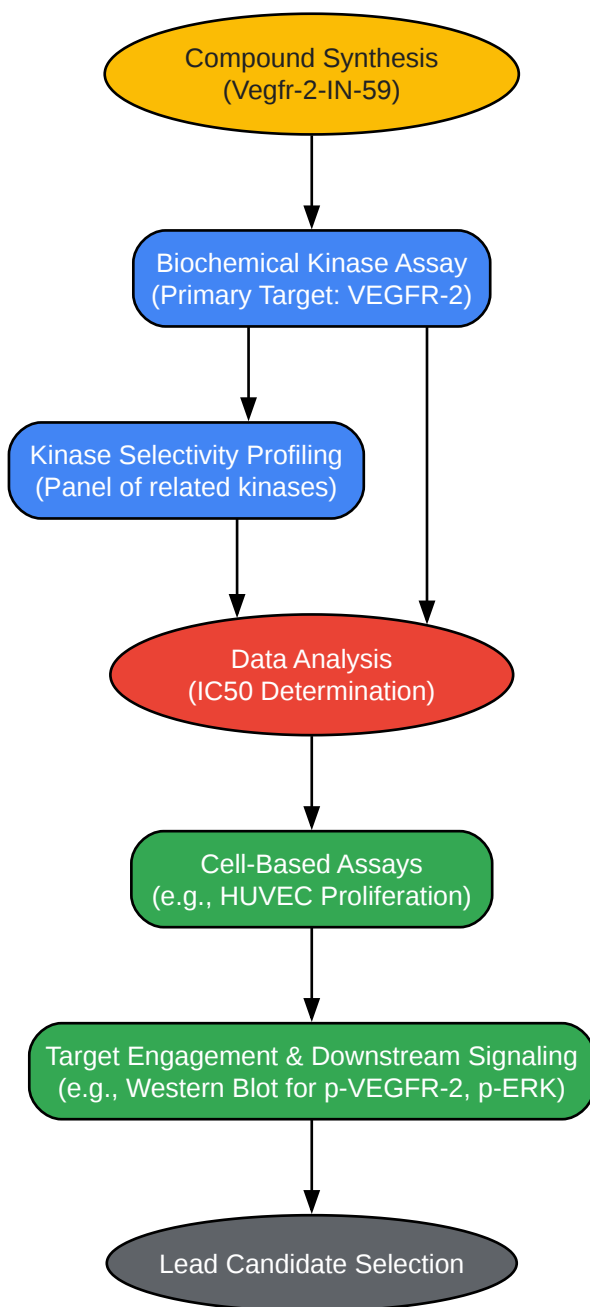 Compound Synthesis
(Vegfr-2-IN-59)
Biochemical Kinase Assay
(Primary Target: VEGFR-2)
Kinase Selectivity Profiling
(Panel of related kinases)
Data Analysis
(IC50 Determination)
Cell-Based Assays
(e.g., HUVEC Proliferation)
Target Engagement & Downstream Signaling
(e.g., Western Blot for p-VEGFR-2, p-ERK)
Lead Candidate Selection